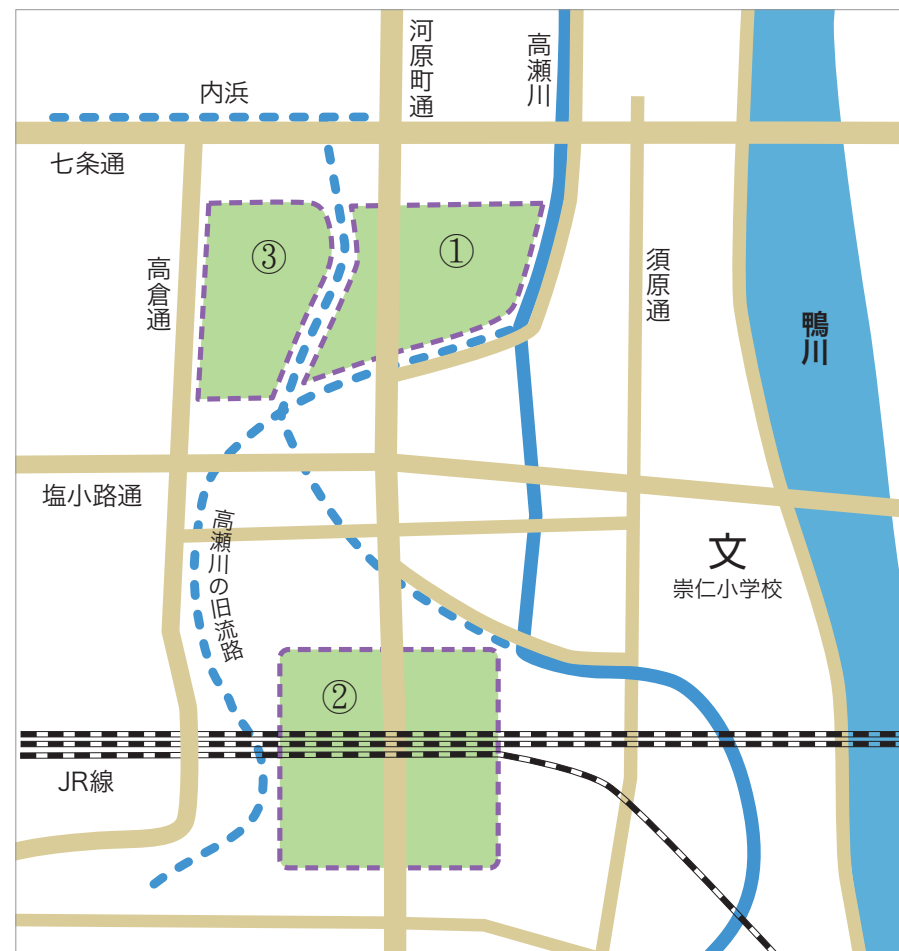 河原町通
高瀬川
内浜
七条通
③
①
高倉通
須原通
鴨川
塩小路通
高瀬川の旧流路
文
崇仁小学校
②
JR線